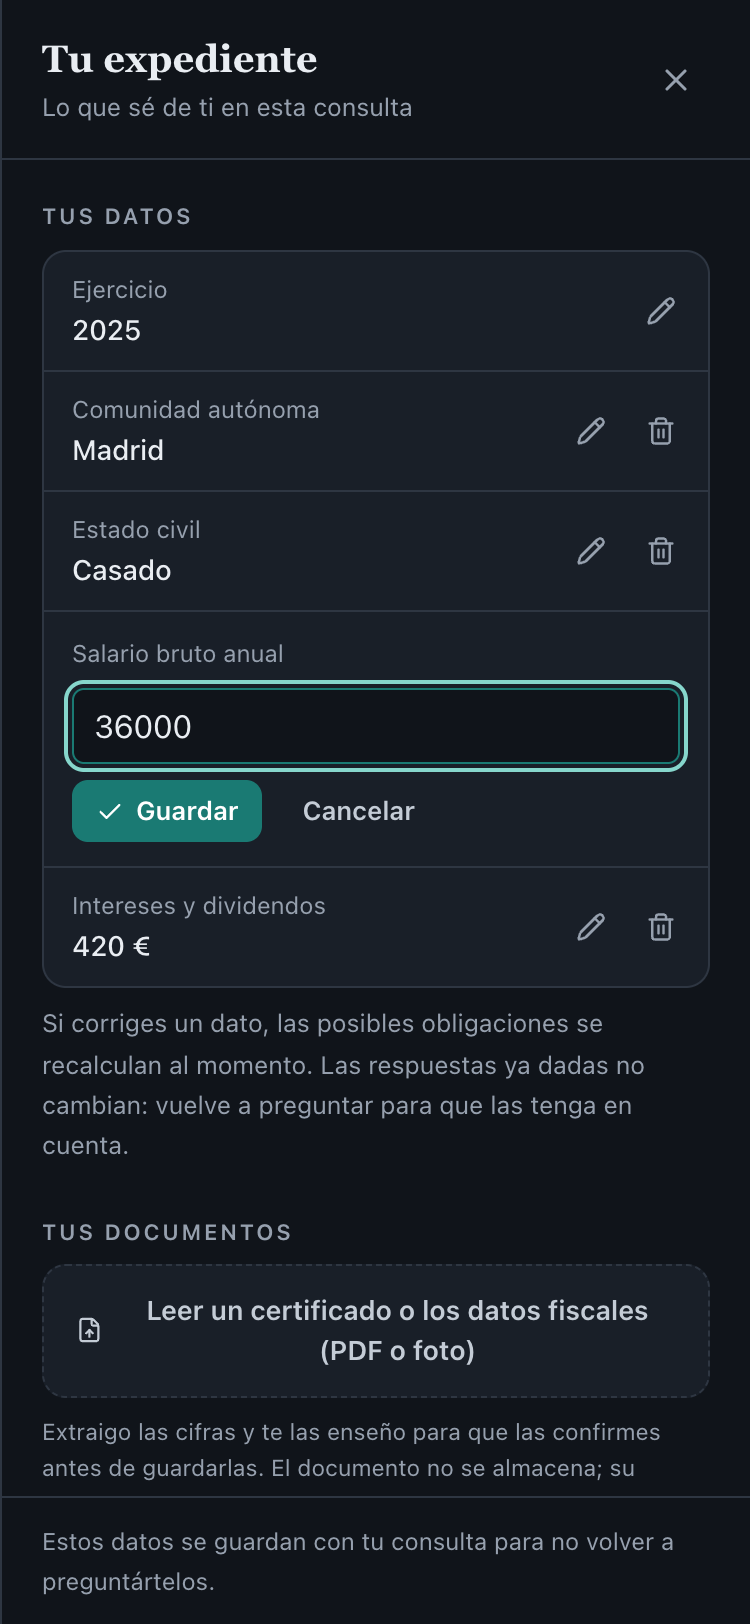 Tu expediente
Lo que sé de ti en esta consulta
TUS DATOS
Ejercicio
2025
Comunidad autónoma
Madrid
Estado civil
Casado
Salario bruto anual
36000
Guardar
Cancelar
Intereses y dividendos
420 €
Si corriges un dato, las posibles obligaciones se
recalculan al momento. Las respuestas ya dadas no
cambian: vuelve a preguntar para que las tenga en
cuenta.
TUS DOCUMENTOS
Leer un certificado o los datos fiscales
(PDF o foto)
Extraigo las cifras y te las enseño para que las confirmes
antes de guardarlas. El documento no se almacena; su
Estos datos se guardan con tu consulta para no volver a
preguntártelos.